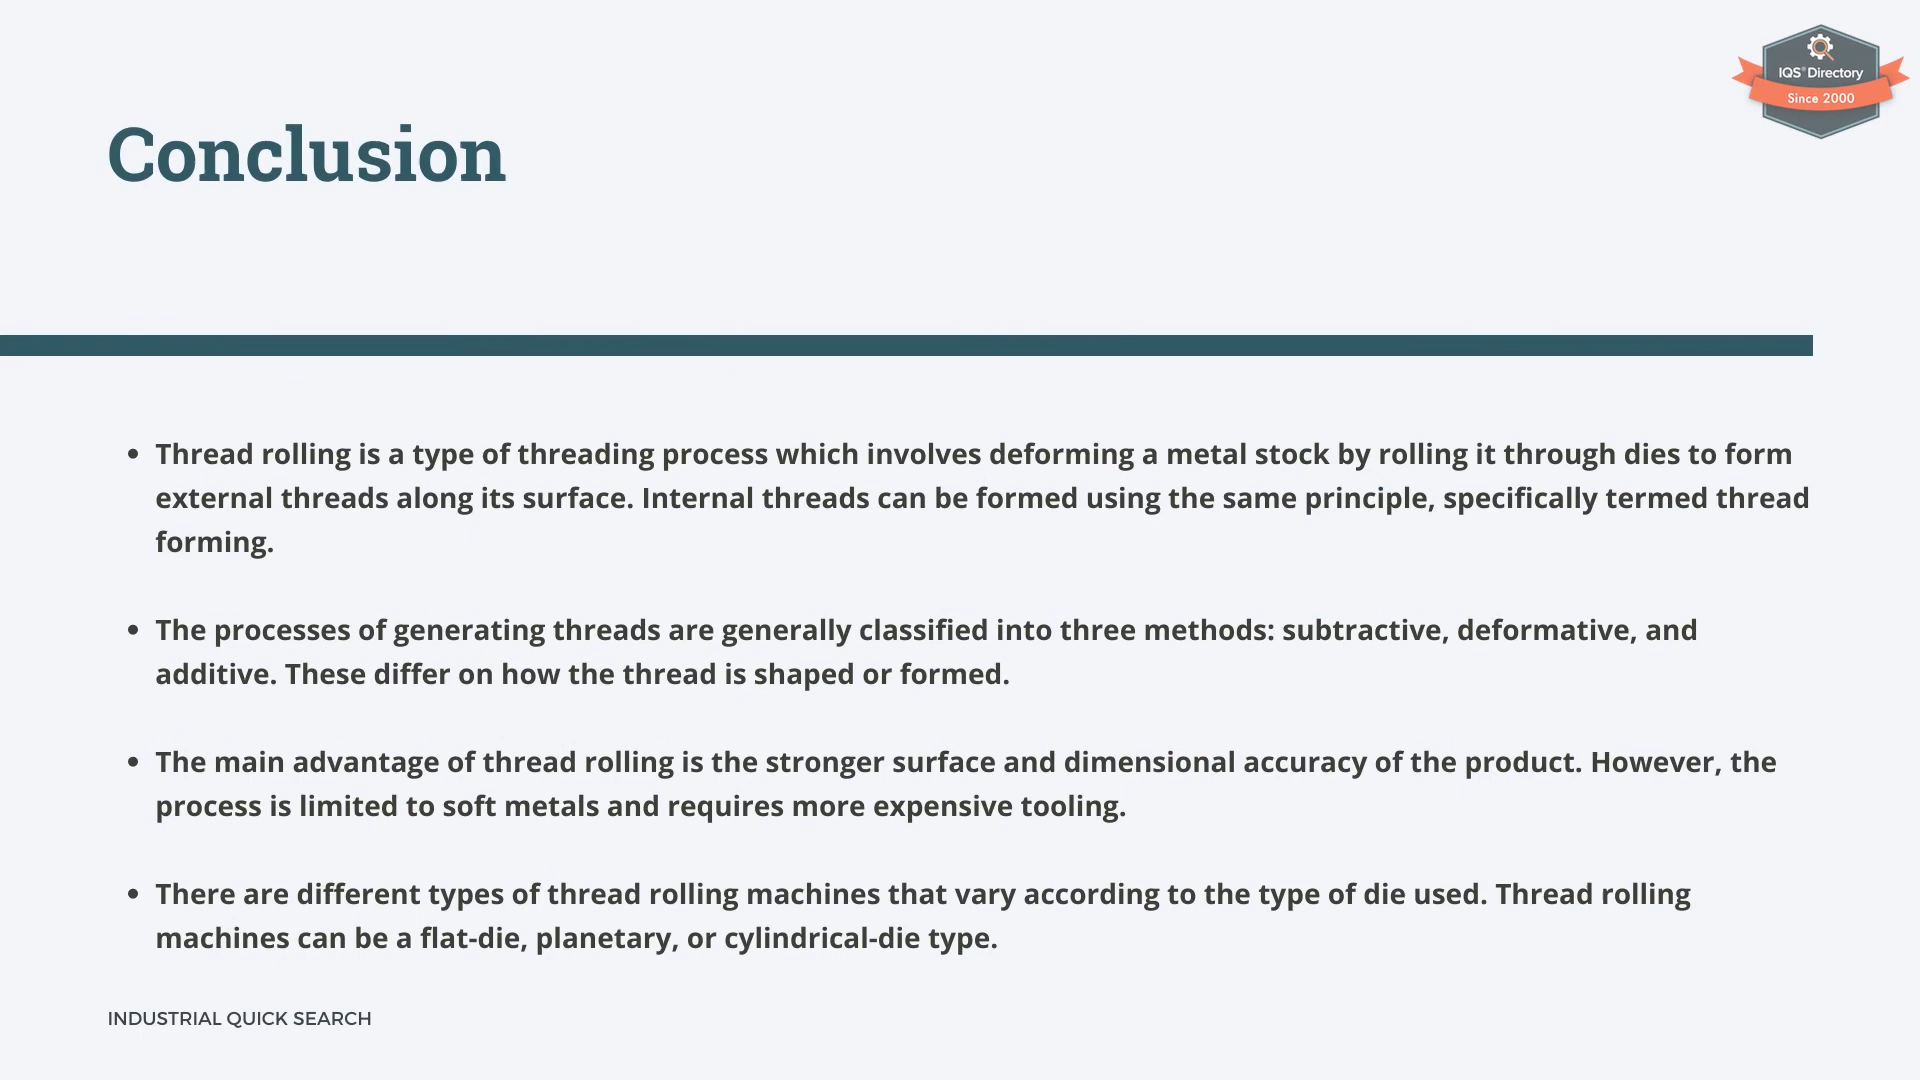 IQS® Directory
Since 2000
Conclusion
• Thread rolling is a type of threading process which involves deforming a metal stock by rolling it through dies to form
external threads along its surface. Internal threads can be formed using the same principle, specifically termed thread
forming.
• The processes of generating threads are generally classified into three methods: subtractive, deformative, and
additive. These differ on how the thread is shaped or formed.
• The main advantage of thread rolling is the stronger surface and dimensional accuracy of the product. However, the
process is limited to soft metals and requires more expensive tooling.
• There are different types of thread rolling machines that vary according to the type of die used. Thread rolling
machines can be a flat-die, planetary, or cylindrical-die type.
INDUSTRIAL QUICK SEARCH